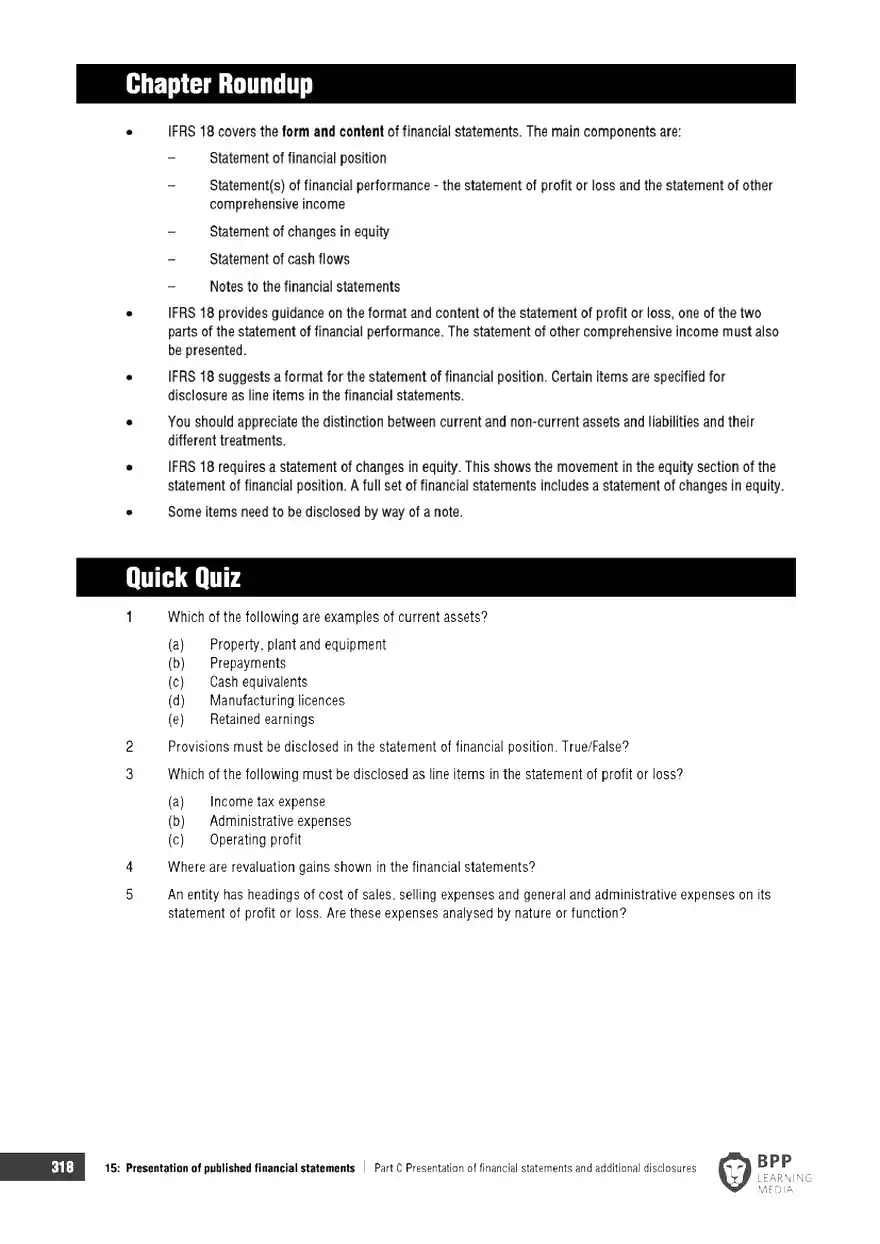 Chapter Roundup
• IFRS 18 covers the form and content of financial statements. The main components are:
– Statement of financial position
– Statement(s) of financial performance - the statement of profit or loss and the statement of other
comprehensive income
– Statement of changes in equity
– Statement of cash flows
– Notes to the financial statements
• IFRS 18 provides guidance on the format and content of the statement of profit or loss, one of the two
parts of the statement of financial performance. The statement of other comprehensive income must also
be presented.
• IFRS 18 suggests a format for the statement of financial position. Certain items are specified for
disclosure as line items in the financial statements.
• You should appreciate the distinction between current and non-current assets and liabilities and their
different treatments.
• IFRS 18 requires a statement of changes in equity. This shows the movement in the equity section of the
statement of financial position. A full set of financial statements includes a statement of changes in equity.
• Some items need to be disclosed by way of a note.
Quick Quiz
1 Which of the following are examples of current assets?
(a) Property, plant and equipment
(b) Prepayments
(c) Cash equivalents
(d) Manufacturing licences
(e) Retained earnings
2 Provisions must be disclosed in the statement of financial position. True/False?
3 Which of the following must be disclosed as line items in the statement of profit or loss?
(a) Income tax expense
(b) Administrative expenses
(c) Operating profit
4 Where are revaluation gains shown in the financial statements?
5 An entity has headings of cost of sales, selling expenses and general and administrative expenses on its
statement of profit or loss. Are these expenses analysed by nature or function?
318 15: Presentation of published financial statements | Part C Presentation of financial statements and additional disclosures
BPP
LEARNING
MEDIA